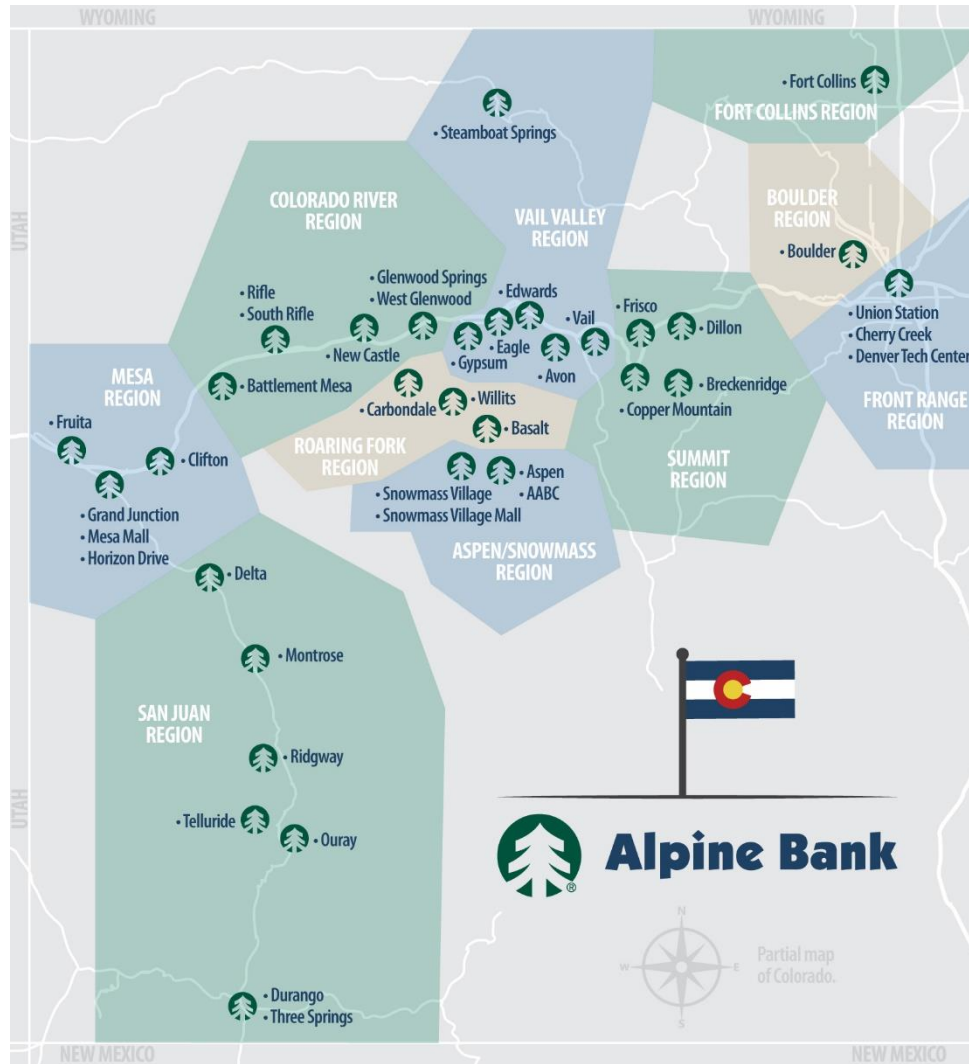 WYOMING
WYOMING
• Fort Collins
FORT COLLINS REGION
• Steamboat Springs
COLORADO RIVER
REGION
VAIL VALLEY
REGION
BOULDER
REGION
• Boulder
UTAH
• Rifle
• South Rifle
• Glenwood Springs
• West Glenwood
• New Castle
• Battlement Mesa
• Edwards
• Eagle
• Gypsum
• Vail
• Avon
• Frisco
• Dillon
• Breckenridge
• Copper Mountain
• Union Station
• Cherry Creek
• Denver Tech Center
FRONT RANGE
REGION
MESA
REGION
• Fruita
• Clifton
• Grand Junction
• Mesa Mall
• Horizon Drive
• Carbondale
• Willits
• Basalt
ROARING FORK
REGION
SUMMIT
REGION
• Snowmass Village
• Snowmass Village Mall
• Aspen
• AABC
ASPEN/SNOWMASS
REGION
• Delta
• Montrose
SAN JUAN
REGION
• Ridgway
• Telluride
• Ouray
UTAH
C
Alpine Bank
®
N
W
E
S
Partial map
of Colorado.
• Durango
• Three Springs
NEW MEXICO
NEW MEXICO